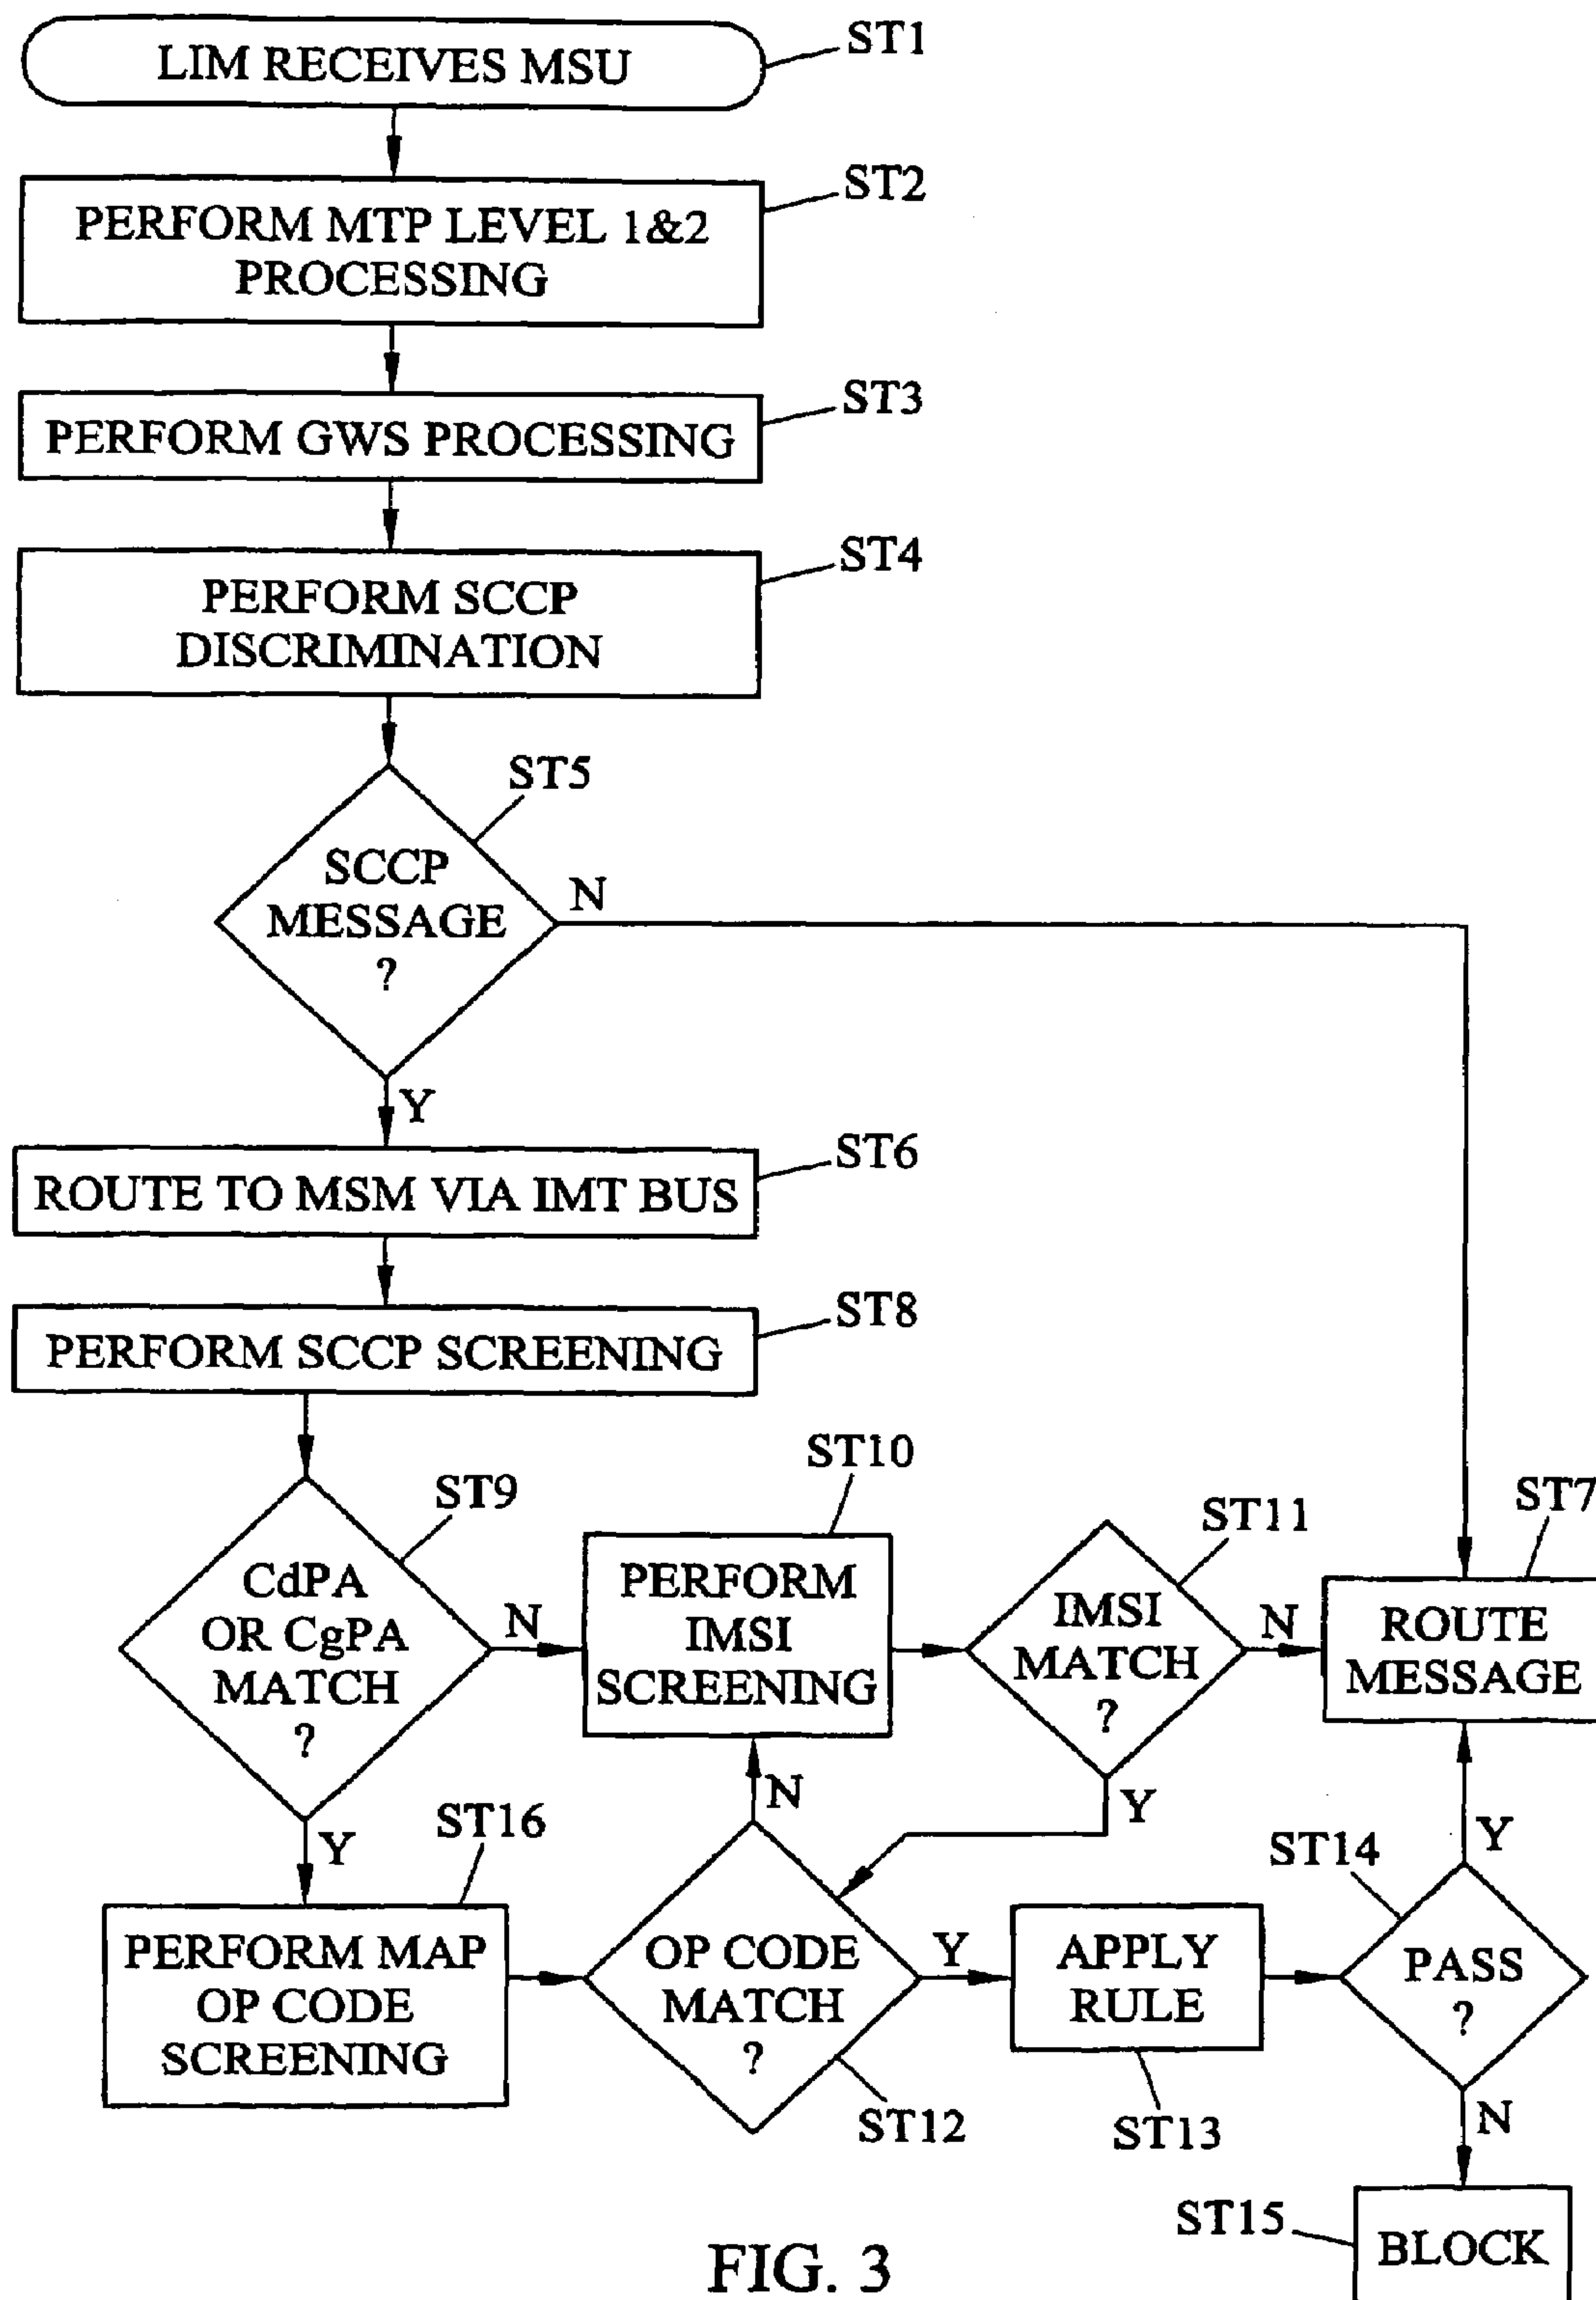 LIM RECEIVES MSU
ST1
PERFORM MTP LEVEL 1&2
PROCESSING
ST2
PERFORM GWS PROCESSING
ST3
PERFORM SCCP
DISCRIMINATION
ST4
SCCP
MESSAGE
?
ST5
N
Y
ROUTE TO MSM VIA IMT BUS
ST6
PERFORM SCCP SCREENING
ST8
CdPA
OR CgPA
MATCH
?
ST9
N
Y
PERFORM
IMSI
SCREENING
ST10
IMSI
MATCH
?
ST11
N
Y
ROUTE
MESSAGE
ST7
PERFORM MAP
OP CODE
SCREENING
ST16
OP CODE
MATCH
?
ST12
N
Y
APPLY
RULE
ST13
PASS
?
ST14
Y
N
BLOCK
ST15
FIG. 3